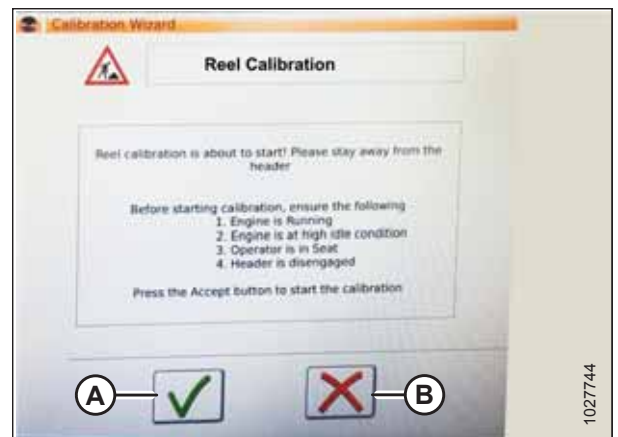 Calibration Wizard
Reel Calibration
Reel calibration is about to start! Please stay away from the
header
Before starting calibration, ensure the following
1. Engine is Running
2. Engine is at high idle condition
3. Operator is in Seat
4. Header is disengaged
Press the Accept button to start the calibration
A
B
1027744